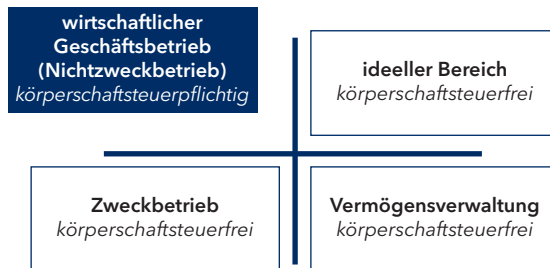 wirtschaftlicher
Geschäftsbetrieb
(Nichtzweckbetrieb)
körperschaftsteuerpflichtig
ideeller Bereich
körperschaftsteuerfrei
Zweckbetrieb
körperschaftsteuerfrei
Vermögensverwaltung
körperschaftsteuerfrei